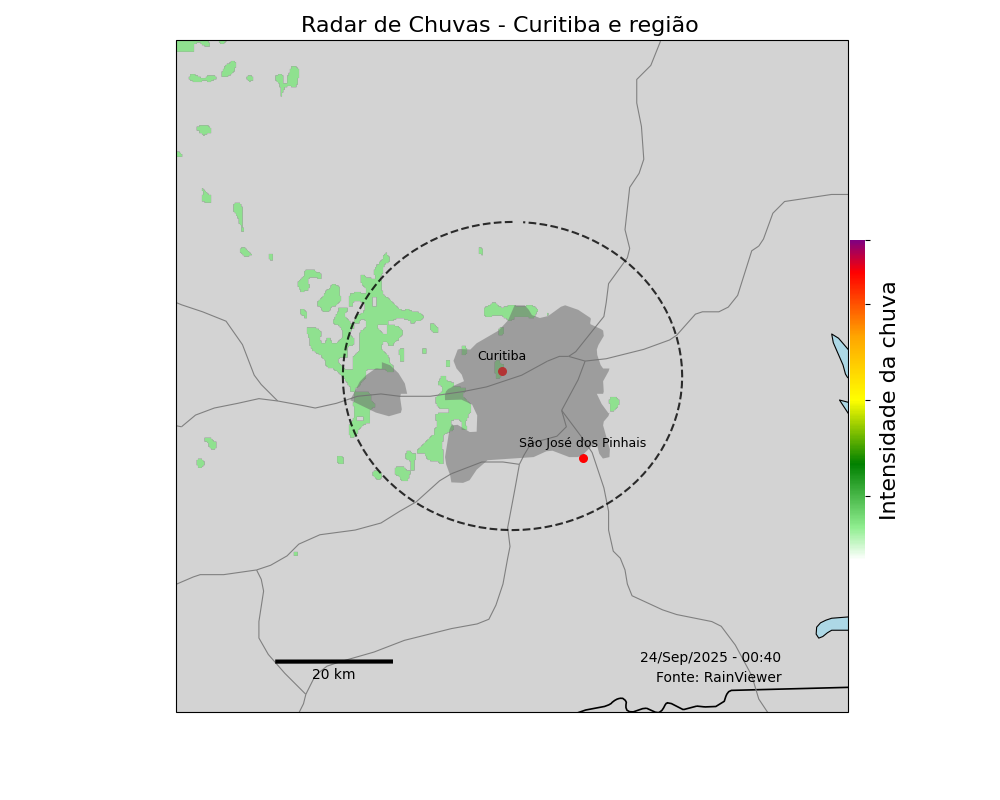 Radar de Chuvas - Curitiba e região
Curitiba
São José dos Pinhais
Intensidade da chuva
24/Sep/2025 - 00:40
Fonte: RainViewer
20 km